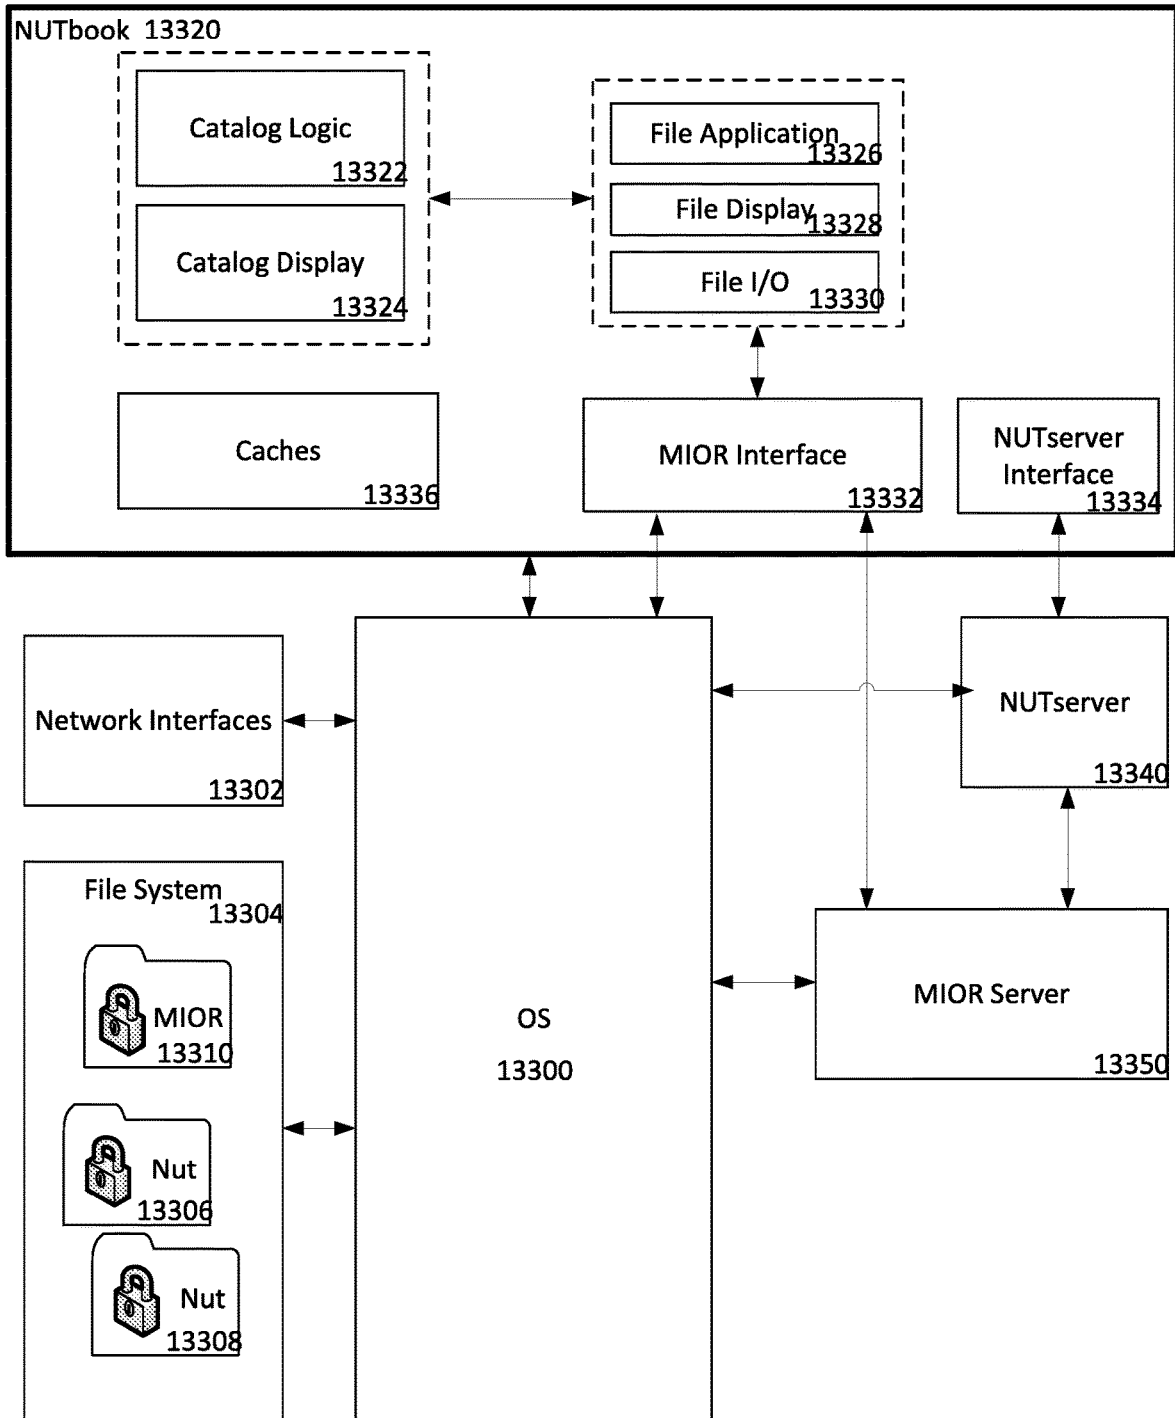 NUTbook 13320
Catalog Logic
13322
Catalog Display
13324
File Application
13326
File Display
13328
File I/O
13330
Caches
13336
MIOR Interface
13332
NUTserver
Interface
13334
Network Interfaces
13302
File System
13304
MIOR
13310
Nut
13306
Nut
13308
OS
13300
NUTserver
13340
MIOR Server
13350